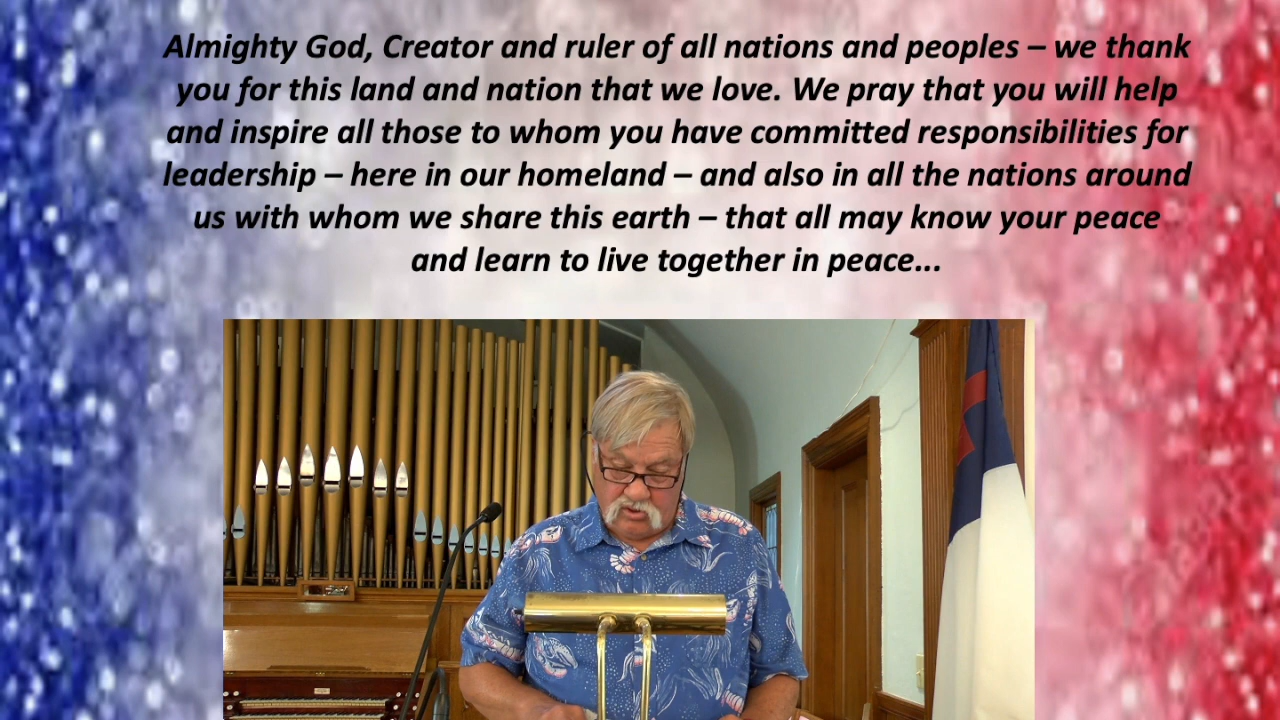 Almighty God, Creator and ruler of all nations and peoples – we thank
you for this land and nation that we love. We pray that you will help
and inspire all those to whom you have committed responsibilities for
leadership – here in our homeland – and also in all the nations around
us with whom we share this earth – that all may know your peace
and learn to live together in peace...